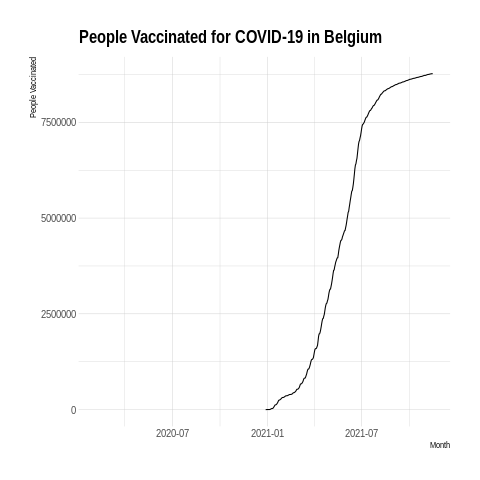 People Vaccinated for COVID-19 in Belgium
People Vaccinated
7500000
5000000
2500000
0
2020-07 2021-01 2021-07
Month